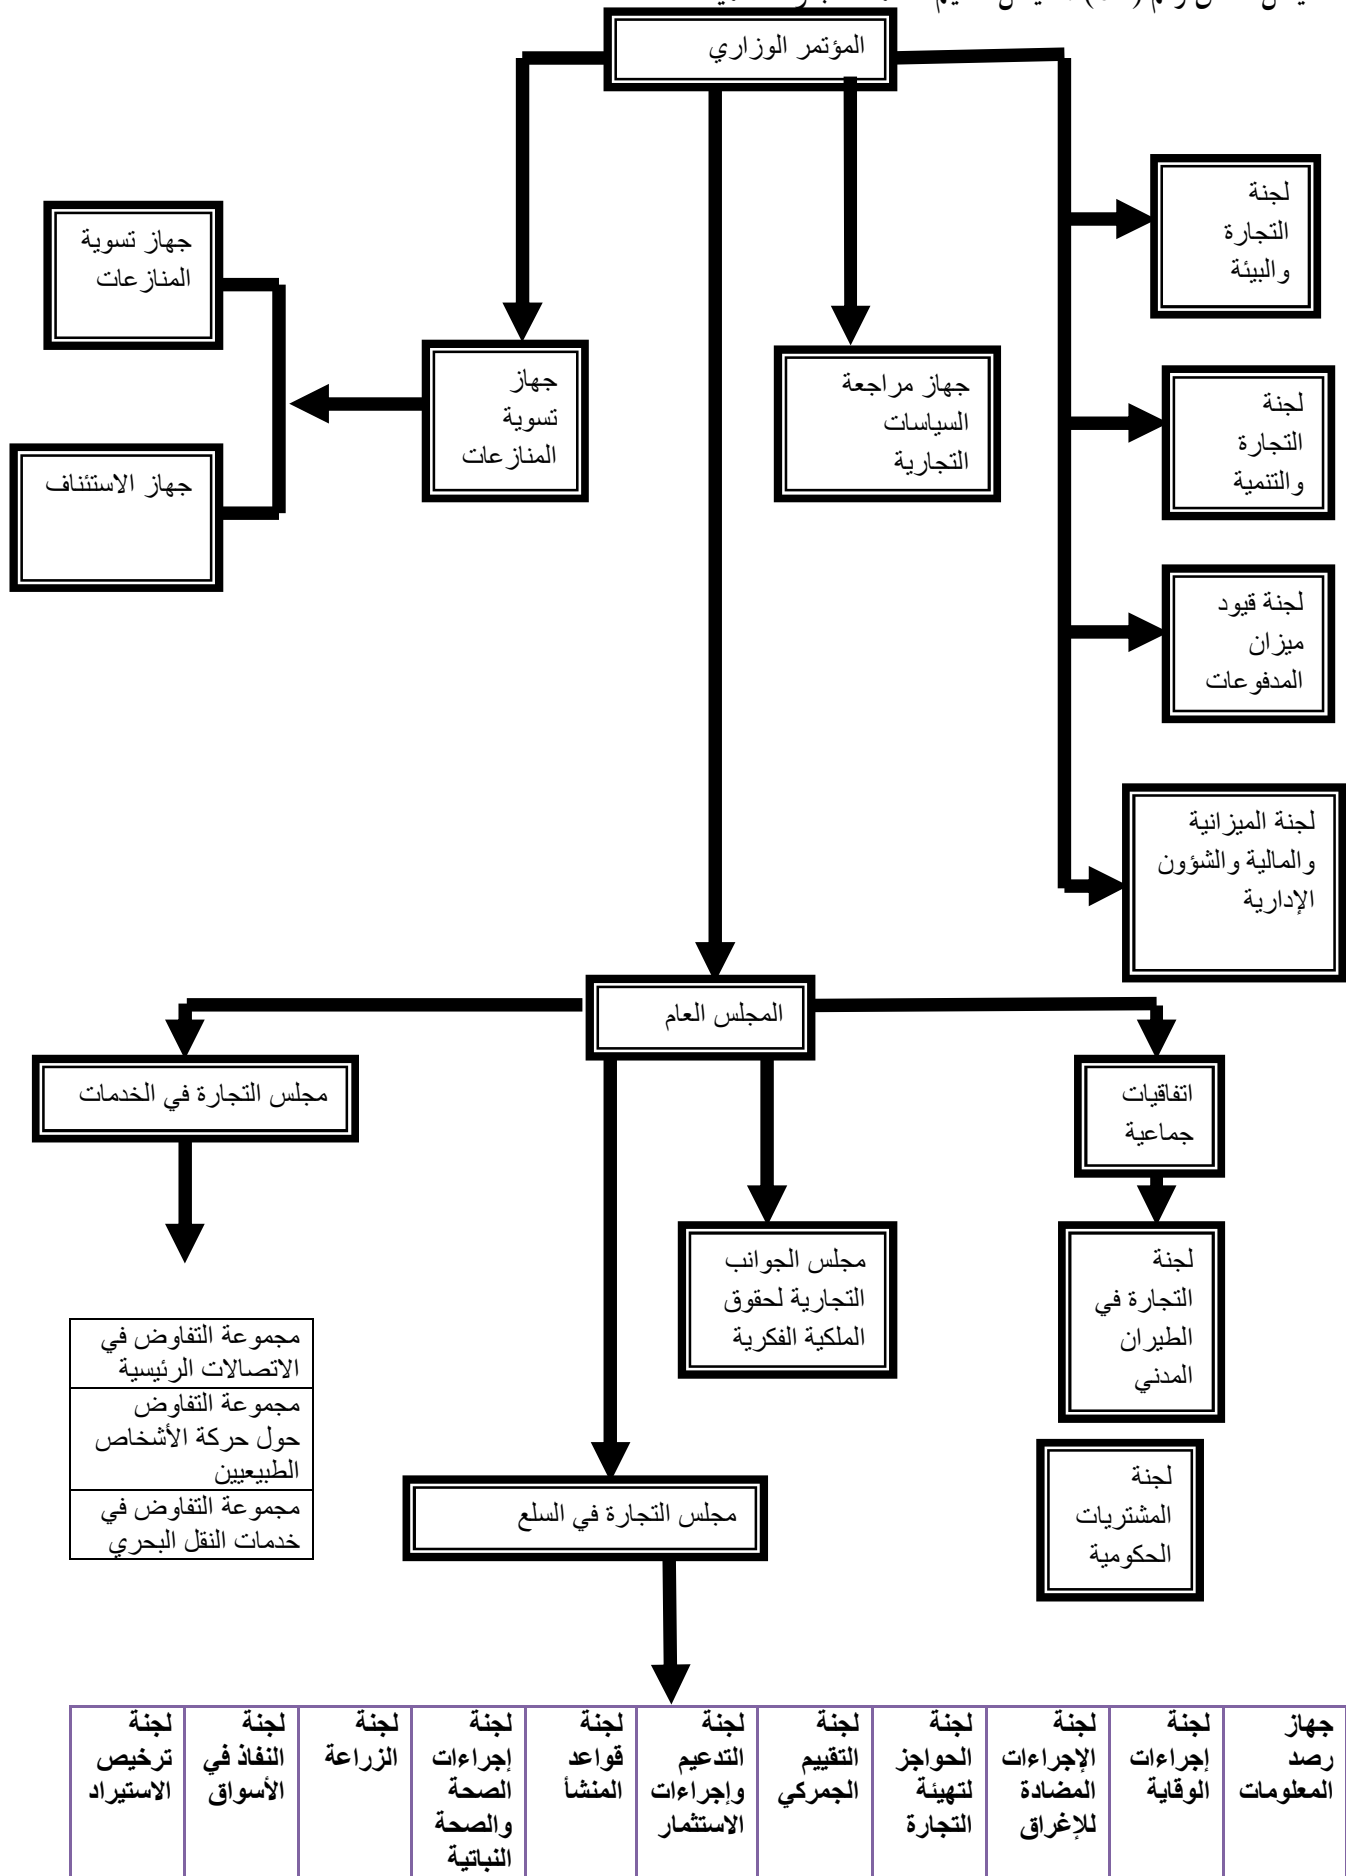 المؤتمر الوزاري
لجنة
التجارة
والبيئة
جهاز تسوية
المنازعات
جهاز
تسوية
المنازعات
جهاز مراجعة
السياسات
التجارية
لجنة
التجارة
والتنمية
جهاز الاستئناف
لجنة قيود
ميزان
المدفوعات
لجنة الميزانية
والمالية والشؤون
الإدارية
المجلس العام
اتفاقيات
جماعية
مجلس التجارة في الخدمات
لجنة
التجارة في
الطيران
المدني
مجلس الجوانب
التجارية لحقوق
الملكية الفكرية
مجموعة التفاوض في
الاتصالات الرئيسية
مجموعة التفاوض
حول حركة الأشخاص
الطبيعيين
مجموعة التفاوض في
خدمات النقل البحري
لجنة
المشتريات
الحكومية
مجلس التجارة في السلع
جهاز
رصد
المعلومات
لجنة
إجراءات
الوقاية
لجنة
الإجراءات
المضادة
للإغراق
لجنة
الحواجز
لتهيئة
التجارة
لجنة
التقييم
الجمركي
لجنة
التدعيم
وإجراءات
الاستثمار
لجنة
قواعد
المنشأ
لجنة
إجراءات
الصحة
والصحة
النباتية
لجنة
الزراعة
لجنة
النفاذ في
الأسواق
لجنة
ترخيص
الاستيراد